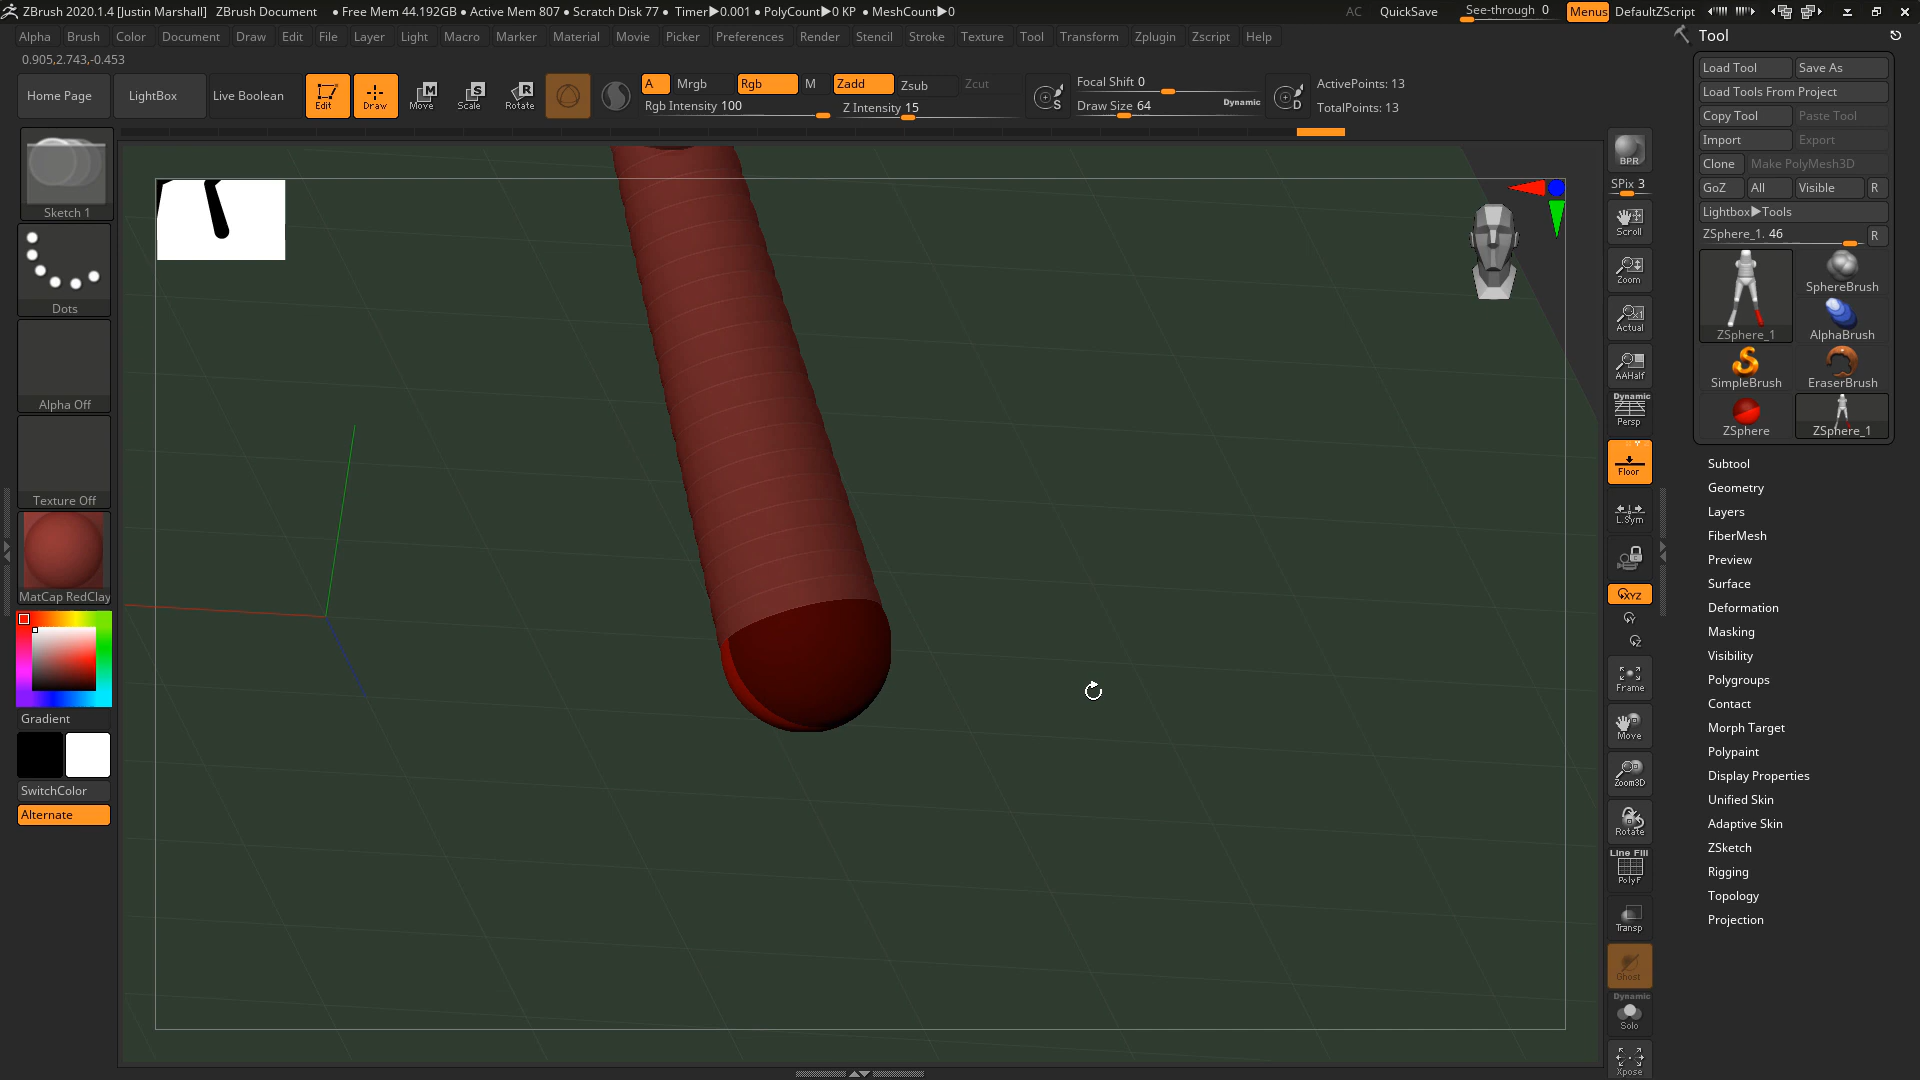 ZBrush 2020.1.4 [Justin Marshall] ZBrush Document • Free Mem 44.192GB • Active Mem 807 • Scratch Disk 77 • Timer▶0.001 • PolyCount▶0 KP • MeshCount▶0 AC QuickSave See-through 0 Menus DefaultZScript
Alpha Brush Color Document Draw Edit File Layer Light Macro Marker Material Movie Picker Preferences Render Stencil Stroke Texture Tool Transform Zplugin Zscript Help
0.905,2.743,-0.453
Home Page LightBox Live Boolean Edit Draw Move Scale Rotate
M S R
A Mrgb Rgb M Zadd Zsub Zcut
Rgb Intensity 100 Z Intensity 15
S Focal Shift 0
Draw Size 64 Dynamic
D ActivePoints: 13
TotalPoints: 13
Sketch 1
Dots
Alpha Off
Texture Off
MatCap RedClay
Gradient
SwitchColor
Alternate
BPR
SPix 3
Scroll
Zoom
Actual
AAHalf
Dynamic
Persp
Floor
L.Sym
XYZ
Y
Z
Frame
Move
Zoom3D
Rotate
Line Fill
PolyF
Transp
Ghost
Dynamic
Solo
Xpose
Tool
Load Tool Save As
Load Tools From Project
Copy Tool Paste Tool
Import Export
Clone Make PolyMesh3D
GoZ All Visible R
Lightbox▶Tools
ZSphere_1. 46 R
ZSphere_1 SphereBrush
AlphaBrush
SimpleBrush EraserBrush
ZSphere ZSphere_1
Subtool
Geometry
Layers
FiberMesh
Preview
Surface
Deformation
Masking
Visibility
Polygroups
Contact
Morph Target
Polypaint
Display Properties
Unified Skin
Adaptive Skin
ZSketch
Rigging
Topology
Projection